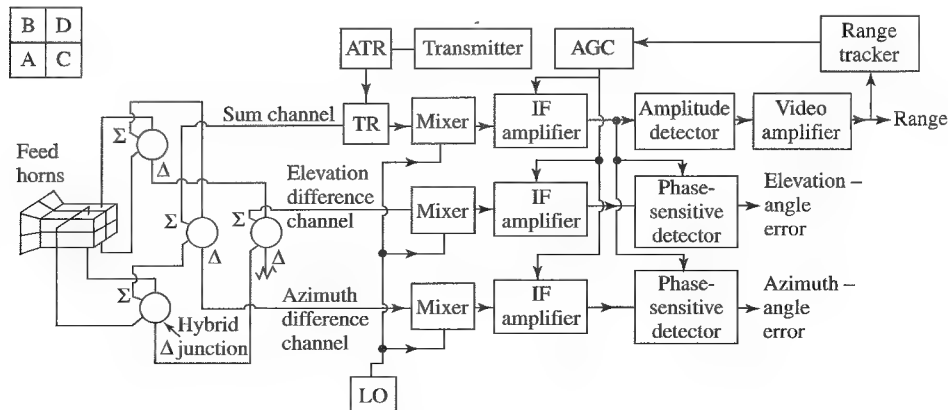 B D
A C
ATR
Transmitter
AGC
Range
tracker
Sum channel
TR
Mixer
IF
amplifier
Amplitude
detector
Video
amplifier
Range
Σ
Δ
Feed
horns
Elevation
difference
channel
Mixer
IF
amplifier
Phase-
sensitive
detector
Elevation –
angle
error
Σ
Δ
Σ
Δ
Σ
Δ
Hybrid
junction
Azimuth
difference
channel
Mixer
IF
amplifier
Phase-
sensitive
detector
Azimuth –
angle
error
LO